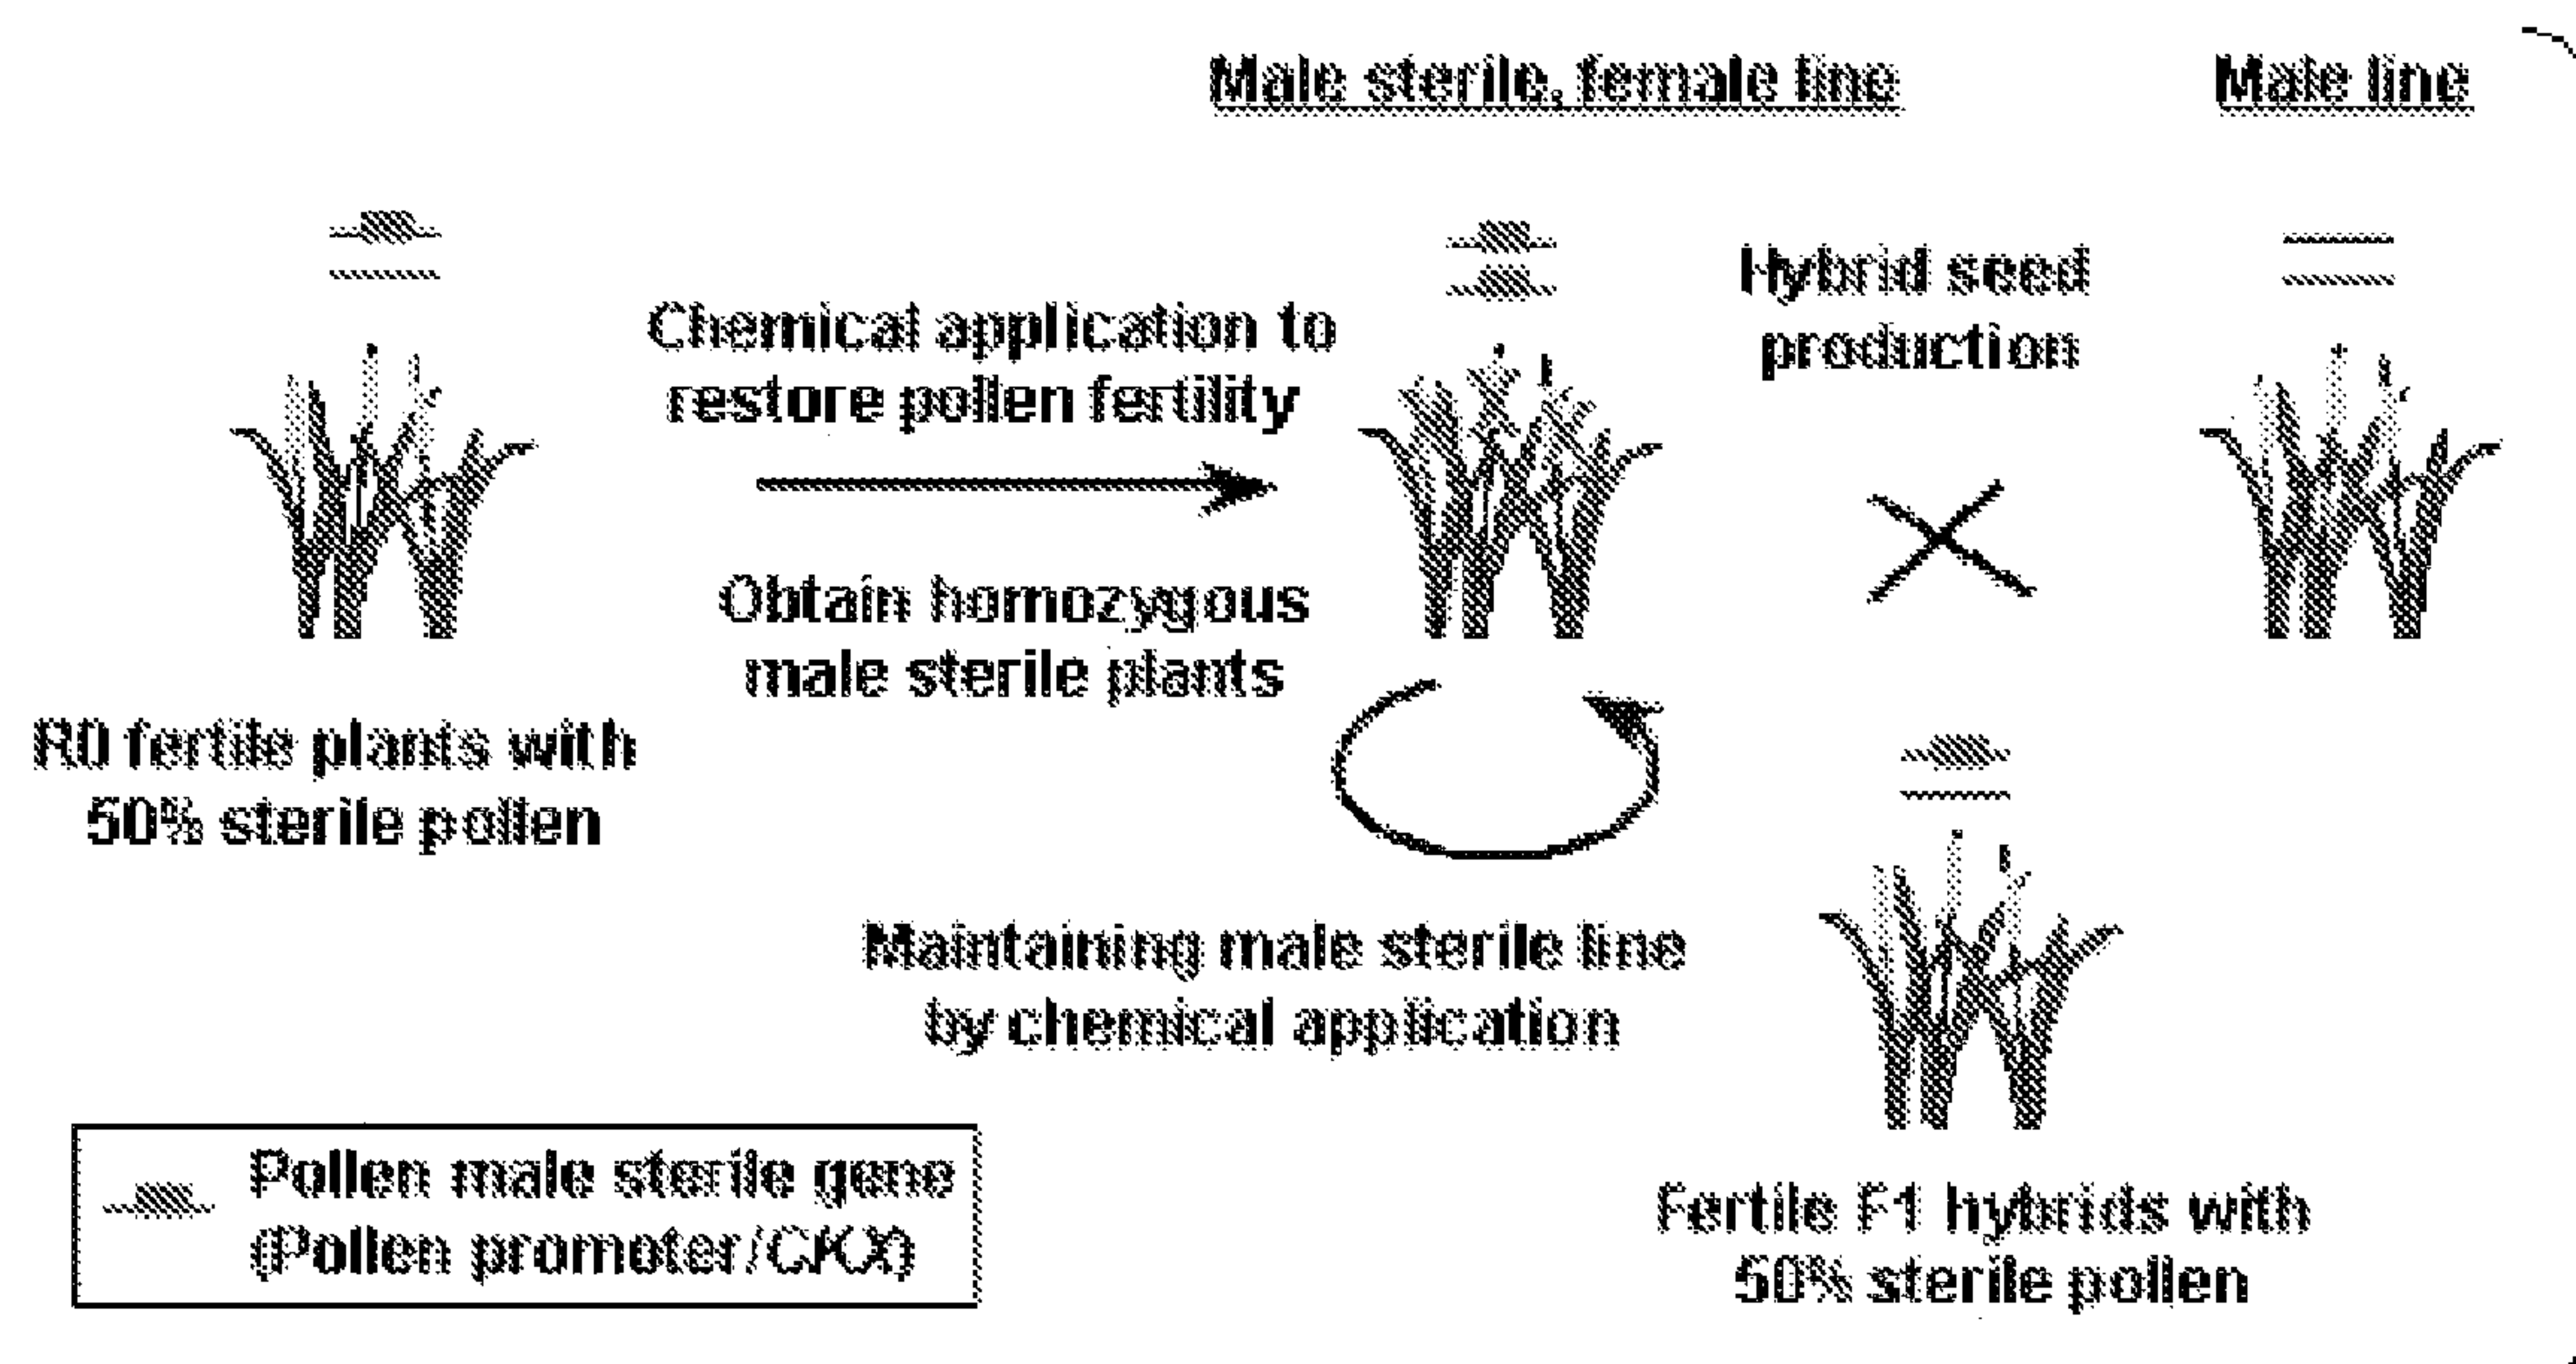 Male sterile, female line
Male line
Chemical application to
restore pollen fertility
Hybrid seed
production
Obtain homozygous
male sterile plants
R0 fertile plants with
50% sterile pollen
Maintaining male sterile line
by chemical application
Pollen male sterile gene
(Pollen promoter/CKX)
Fertile F1 hybrids with
50% sterile pollen